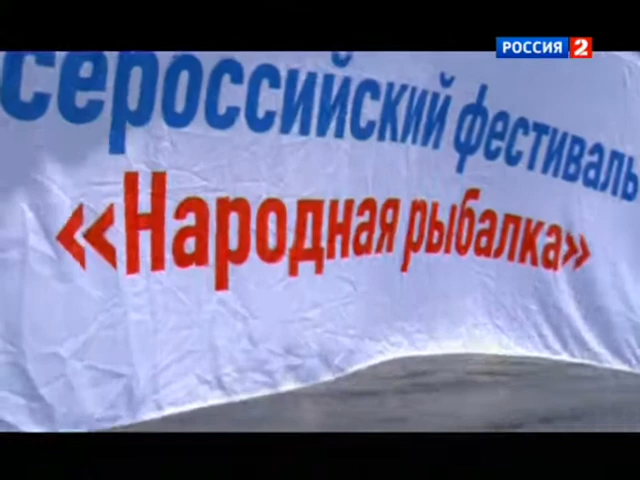 РОССИЯ 2
сероссийский фестиваль
«Народная рыбалка»